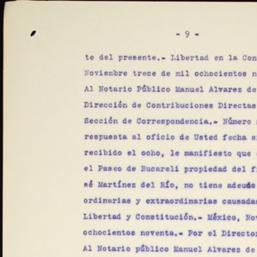 - 9 -
te del presente.- Libertad en la Con
Noviembre trece de mil ochocientos n
Al Notario Público Manuel Alvarez de
Dirección de Contribuciones Directas
Sección de Correspondencia.- Número
respuesta al oficio de Usted fecha s
recibido el ocho, le manifiesto que
el Paseo de Bucareli propiedad del f
sé Martínez del Río, no tiene adeudo
ordinarias y extraordinarias causada
Libertad y Constitución.- México, Nov
ochocientos noventa.- Por el Director
Al Notario público Manuel Alvarez de